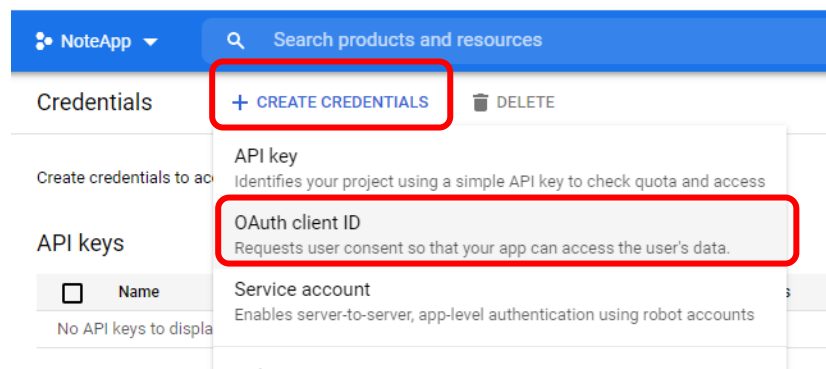 NoteApp
Search products and resources
Credentials
+ CREATE CREDENTIALS
DELETE
API key
Create credentials to
Identifies your project using a simple API key to check quota and access
OAuth client ID
Requests user consent so that your app can access the user's data.
API keys
Service account
Name
Enables server-to-server, app-level authentication using robot accounts
No API keys to displa